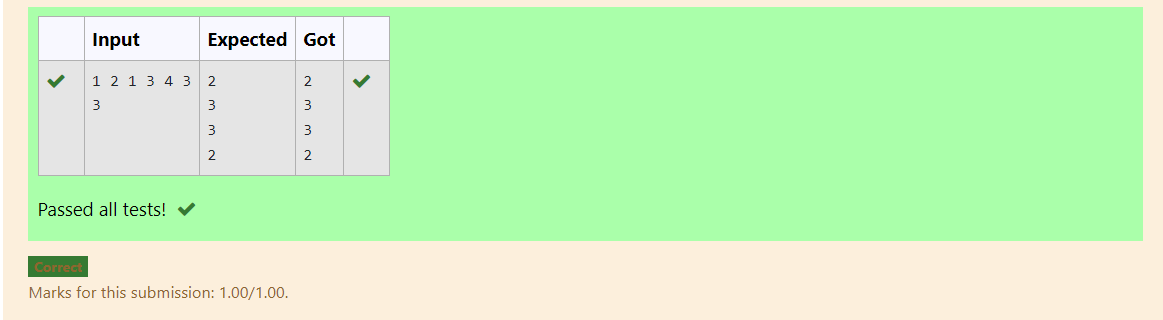 Input Expected Got
1 2 1 3 4 3 2 2
3 3 3
3 3
2 2
Passed all tests!
Correct
Marks for this submission: 1.00/1.00.